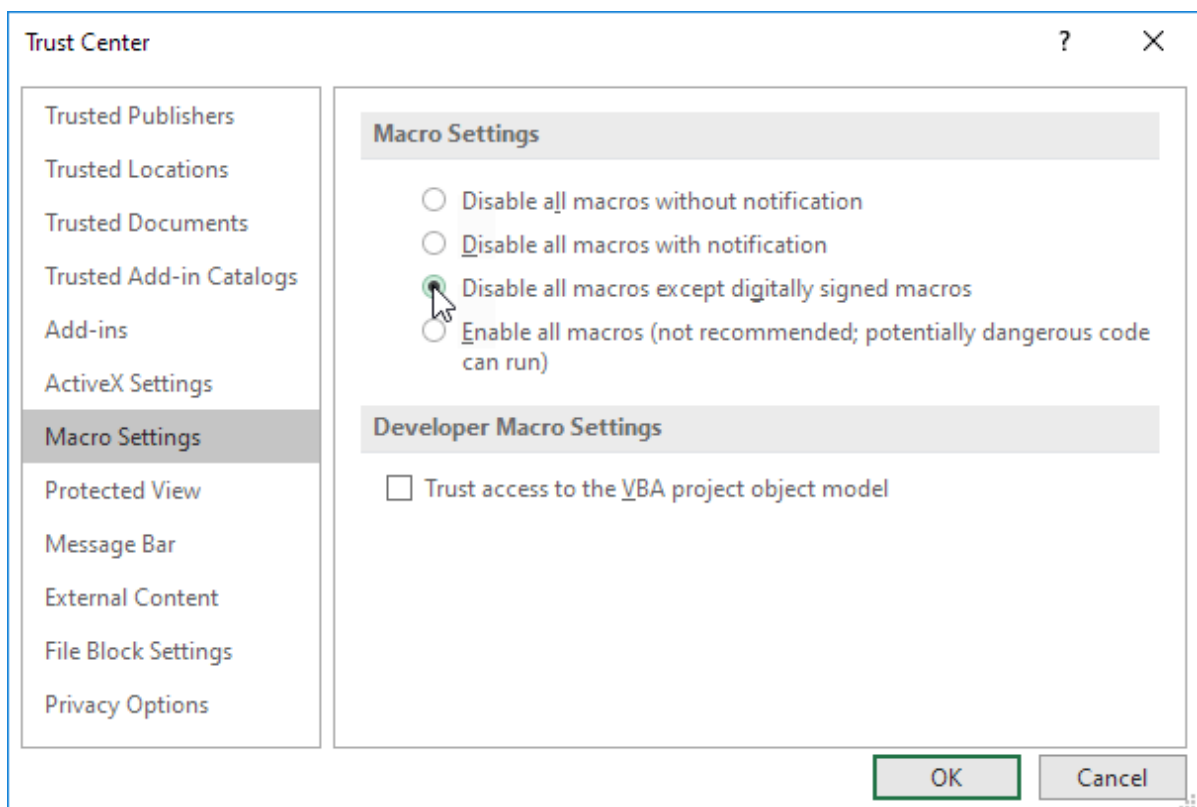 Trust Center
?
Trusted Publishers
Trusted Locations
Trusted Documents
Trusted Add-in Catalogs
Add-ins
ActiveX Settings
Macro Settings
Protected View
Message Bar
External Content
File Block Settings
Privacy Options
Macro Settings
Disable all macros without notification
Disable all macros with notification
Disable all macros except digitally signed macros
Enable all macros (not recommended; potentially dangerous code
can run)
Developer Macro Settings
Trust access to the VBA project object model
OK
Cancel